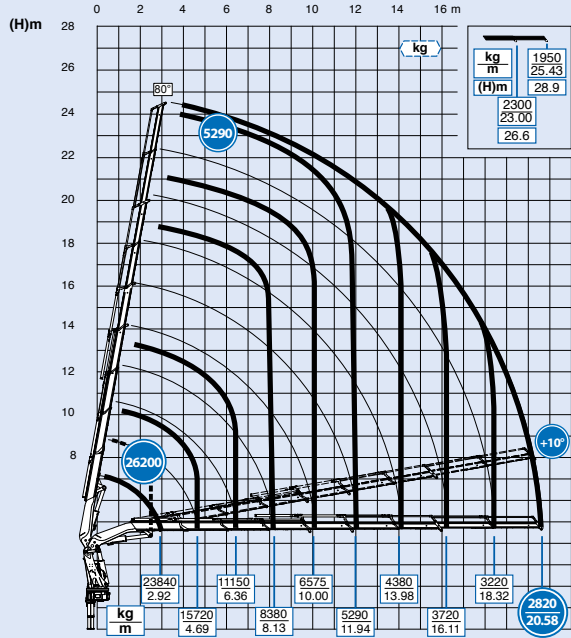 (H)m
0 2 4 6 8 10 12 14 16 m
28
26
24
22
20
18
16
14
12
10
8
80°
kg
5290
26200
+10°
kg 1950
m 25.43
(H)m 28.9
2300
23.00
26.6
23840 11150 6575 4380 3220
2.92 6.36 10.00 13.98 18.32
kg 15720 8380 5290 3720 2820
m 4.69 8.13 11.94 16.11 20.58